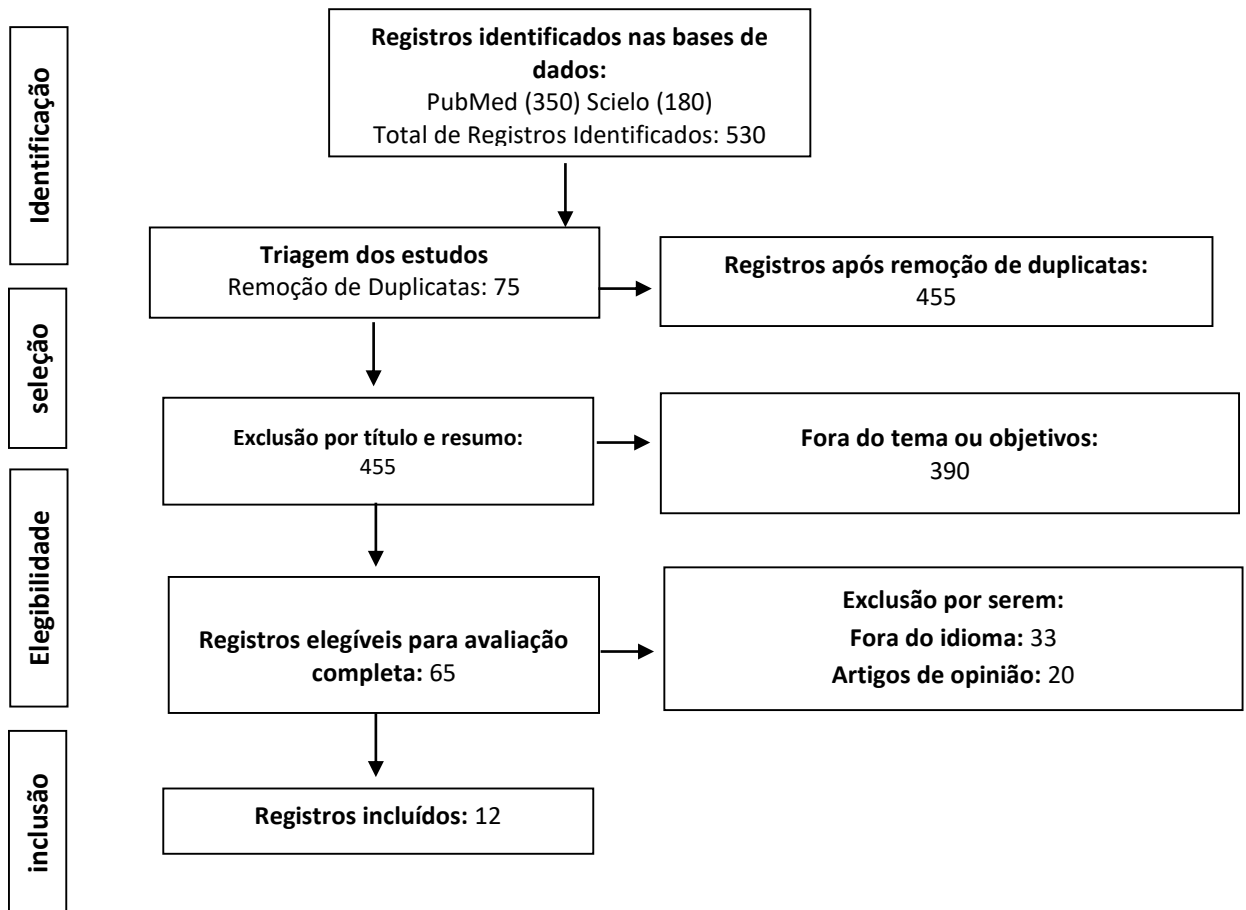 Identificação
Registros identificados nas bases de
dados:
PubMed (350) Scielo (180)
Total de Registros Identificados: 530
Triagem dos estudos
Remoção de Duplicatas: 75
Registros após remoção de duplicatas:
455
seleção
Exclusão por título e resumo:
455
Fora do tema ou objetivos:
390
Elegibilidade
Registros elegíveis para avaliação
completa: 65
Exclusão por serem:
Fora do idioma: 33
Artigos de opinião: 20
inclusão
Registros incluídos: 12